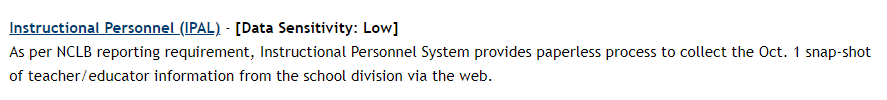 Instructional Personnel (IPAL) - [Data Sensitivity: Low]
As per NCLB reporting requirement, Instructional Personnel System provides paperless process to collect the Oct. 1 snap-shot
of teacher/educator information from the school division via the web.